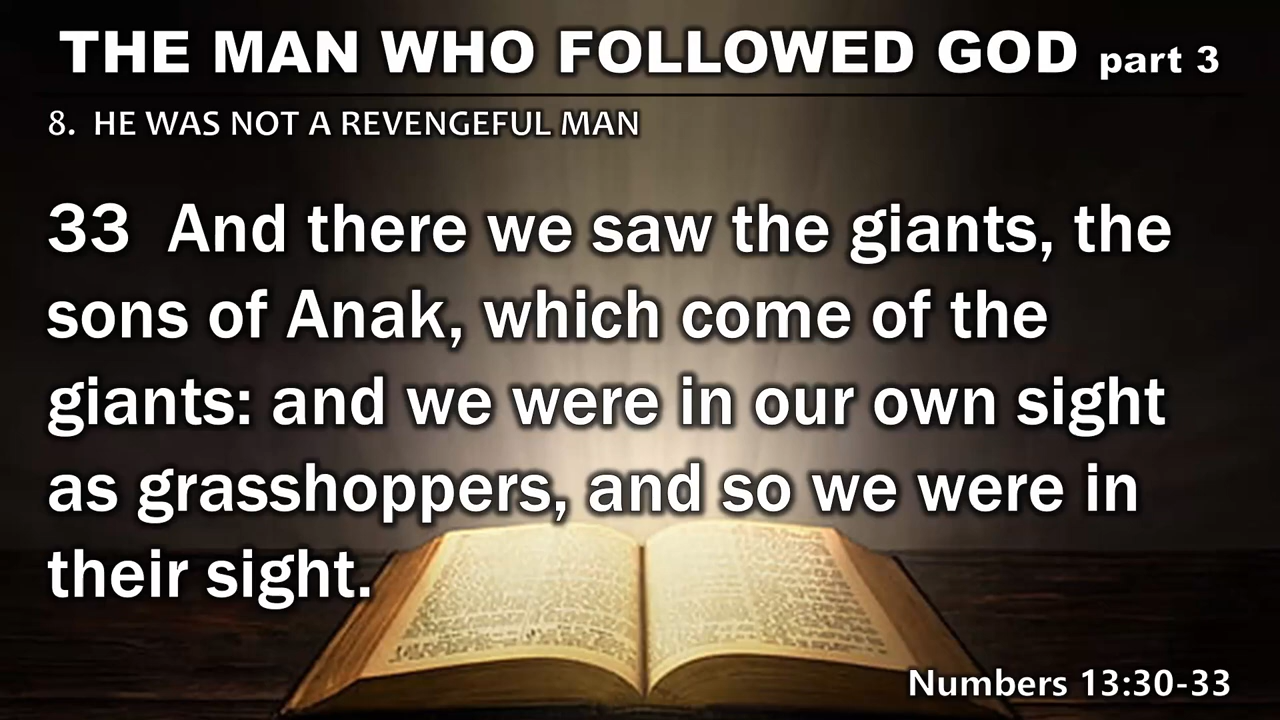 THE MAN WHO FOLLOWED GOD part 3
8. HE WAS NOT A REVENGEFUL MAN
33 And there we saw the giants, the
sons of Anak, which come of the
giants: and we were in our own sight
as grasshoppers, and so we were in
their sight.
Numbers 13:30-33